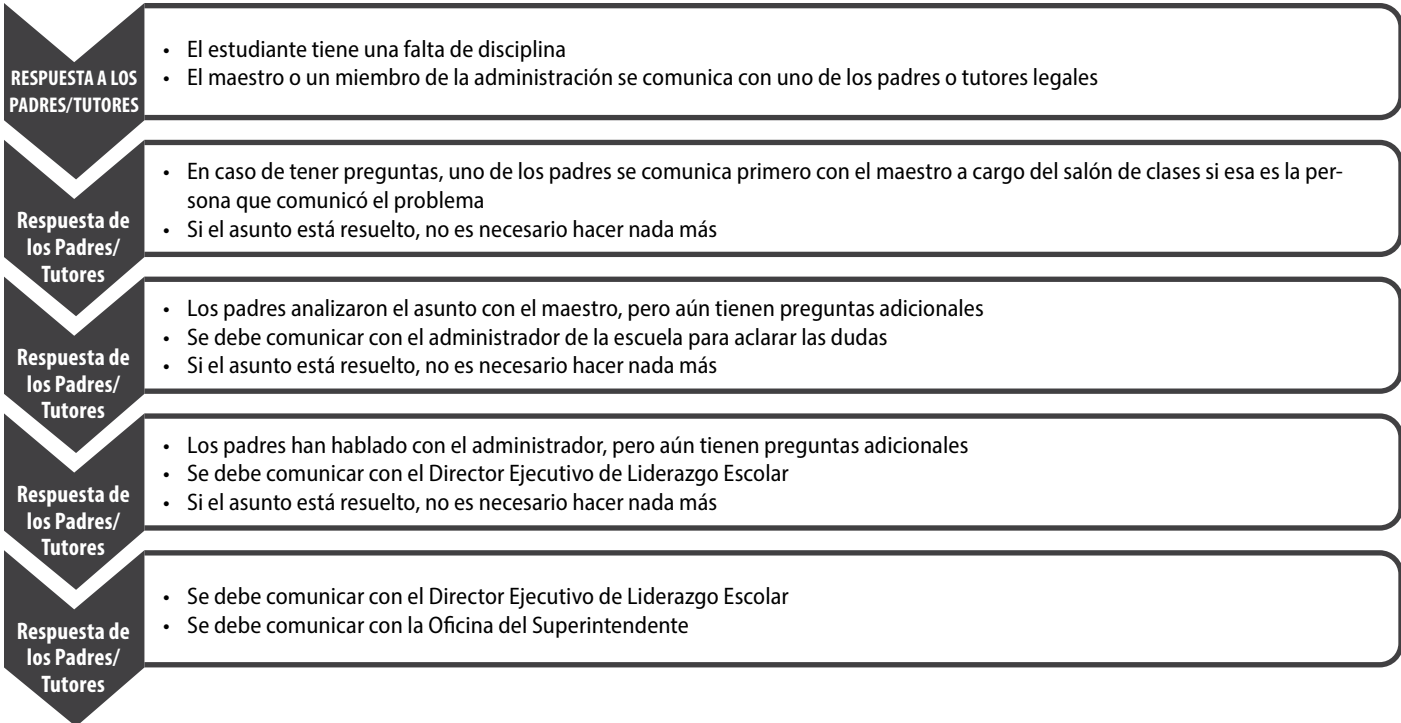 RESPUESTA A LOS
PADRES/TUTORES
• El estudiante tiene una falta de disciplina
• El maestro o un miembro de la administración se comunica con uno de los padres o tutores legales
Respuesta de
los Padres/
Tutores
• En caso de tener preguntas, uno de los padres se comunica primero con el maestro a cargo del salón de clases si esa es la per-
sona que comunicó el problema
• Si el asunto está resuelto, no es necesario hacer nada más
Respuesta de
los Padres/
Tutores
• Los padres analizaron el asunto con el maestro, pero aún tienen preguntas adicionales
• Se debe comunicar con el administrador de la escuela para aclarar las dudas
• Si el asunto está resuelto, no es necesario hacer nada más
Respuesta de
los Padres/
Tutores
• Los padres han hablado con el administrador, pero aún tienen preguntas adicionales
• Se debe comunicar con el Director Ejecutivo de Liderazgo Escolar
• Si el asunto está resuelto, no es necesario hacer nada más
Respuesta de
los Padres/
Tutores
• Se debe comunicar con el Director Ejecutivo de Liderazgo Escolar
• Se debe comunicar con la Oficina del Superintendente